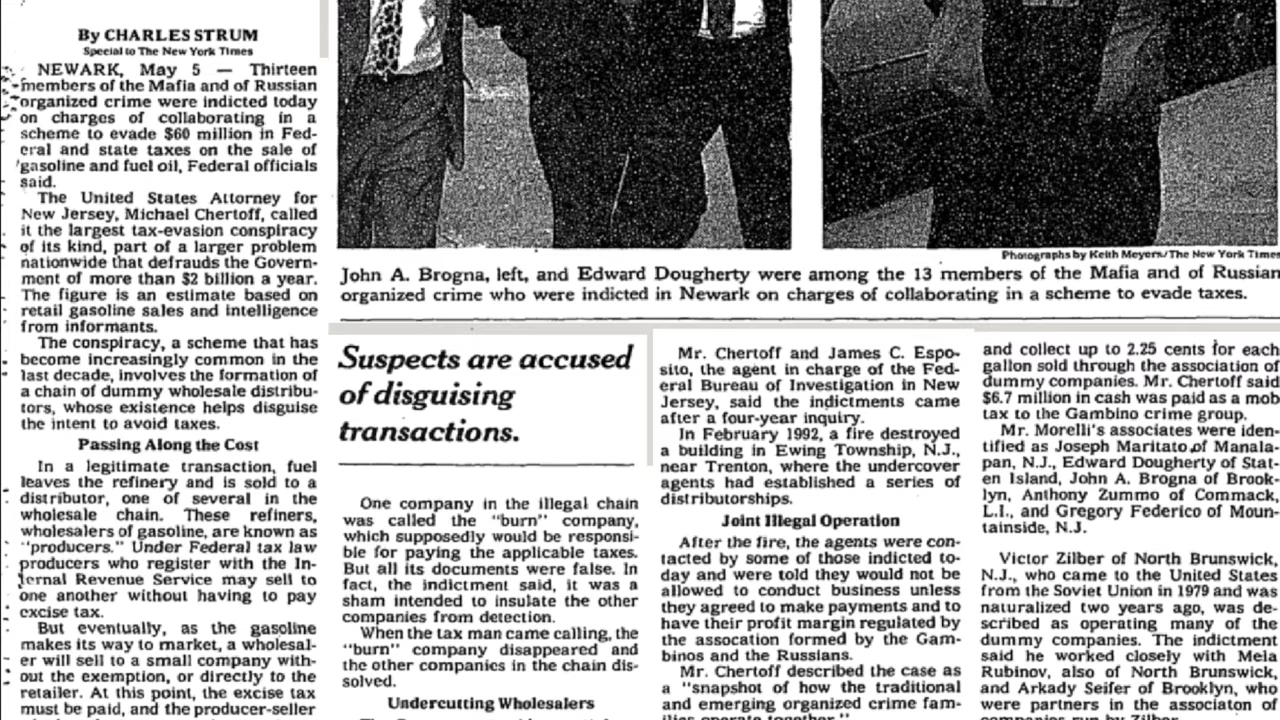 By CHARLES STRUM
Special to The New York Times
NEWARK, May 5 — Thirteen
members of the Mafia and of Russian
organized crime were indicted today
on charges of collaborating in a
scheme to evade $60 million in Fed-
eral and state taxes on the sale of
gasoline and fuel oil, Federal officials
said.
The United States Attorney for
New Jersey, Michael Chertoff, called
it the largest tax-evasion conspiracy
of its kind, part of a larger problem
nationwide that defrauds the Govern-
ment of more than $2 billion a year.
The figure is an estimate based on
retail gasoline sales and intelligence
from informants.
The conspiracy, a scheme that has
become increasingly common in the
last decade, involves the formation of
a chain of dummy wholesale distribu-
tors, whose existence helps disguise
the intent to avoid taxes.
Passing Along the Cost
In a legitimate transaction, fuel
leaves the refinery and is sold to a
distributor, one of several in the
wholesale chain. These refiners,
wholesalers of gasoline, are known as
"producers." Under Federal tax law
producers who register with the In-
ternal Revenue Service may sell to
one another without having to pay
excise tax.
But eventually, as the gasoline
makes its way to market, a wholesal-
er will sell to a small company with-
out the exemption, or directly to the
retailer. At this point, the excise tax
must be paid, and the producer-seller
Photographs by Keith Meyers/The New York Times
John A. Brogna, left, and Edward Dougherty were among the 13 members of the Mafia and of Russian
organized crime who were indicted in Newark on charges of collaborating in a scheme to evade taxes.
Suspects are accused
of disguising
transactions.
One company in the illegal chain
was called the "burn" company,
which supposedly would be responsi-
ble for paying the applicable taxes.
But all its documents were false. In
fact, the indictment said, it was a
sham intended to insulate the other
companies from detection.
When the tax man came calling, the
"burn" company disappeared and
the other companies in the chain dis-
solved.
Undercutting Wholesalers
Mr. Chertoff and James C. Espo-
sito, the agent in charge of the Fed-
eral Bureau of Investigation in New
Jersey, said the indictments came
after a four-year inquiry.
In February 1992, a fire destroyed
a building in Ewing Township, N.J.,
near Trenton, where the undercover
agents had established a series of
distributorships.
Joint Illegal Operation
After the fire, the agents were con-
tacted by some of those indicted to-
day and were told they would not be
allowed to conduct business unless
they agreed to make payments and to
have their profit margin regulated by
the assocation formed by the Gam-
binos and the Russians.
Mr. Chertoff described the case as
a "snapshot of how the traditional
and emerging organized crime fam-
ilies operate together."
and collect up to 2.25 cents for each
gallon sold through the association of
dummy companies. Mr. Chertoff said
$6.7 million in cash was paid as a mob
tax to the Gambino crime group.
Mr. Morelli's associates were iden-
tified as Joseph Maritato of Manala-
pan, N.J., Edward Dougherty of Stat-
en Island, John A. Brogna of Brook-
lyn, Anthony Zummo of Commack,
L.I., and Gregory Federico of Moun-
tainside, N.J.
Victor Zilber of North Brunswick,
N.J., who came to the United States
from the Soviet Union in 1979 and was
naturalized two years ago, was de-
scribed as operating many of the
dummy companies. The indictment
said he worked closely with Mela
Rubinov, also of North Brunswick,
and Arkady Seifer of Brooklyn, who
were partners in the associaton of
companies run by Zilber.